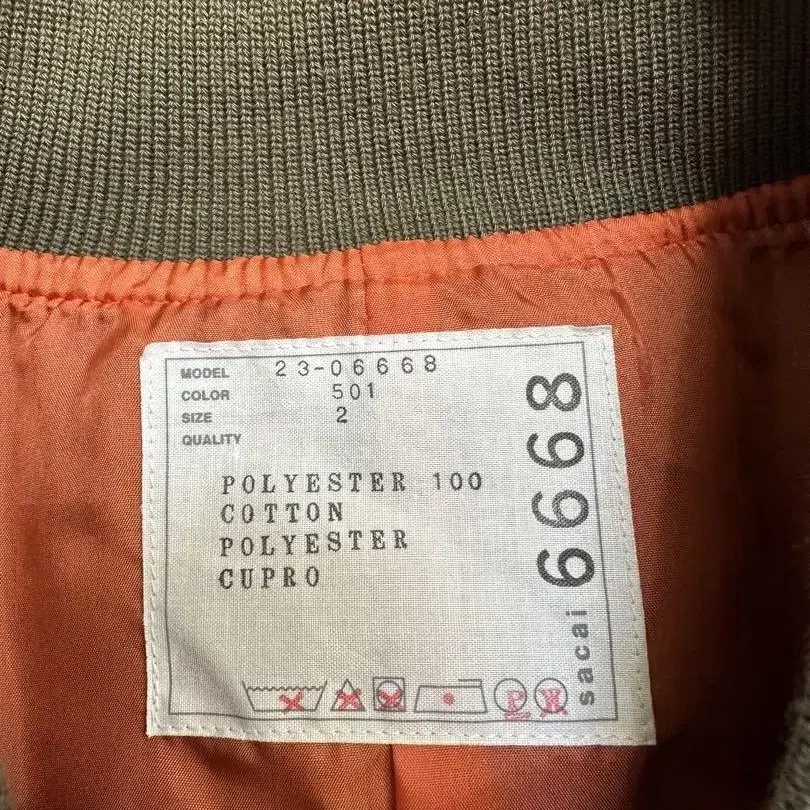 MODEL 23-06668
COLOR 501
SIZE 2
QUALITY
POLYESTER 100
COTTON
POLYESTER
CUPRO
sacai 6668
P
W